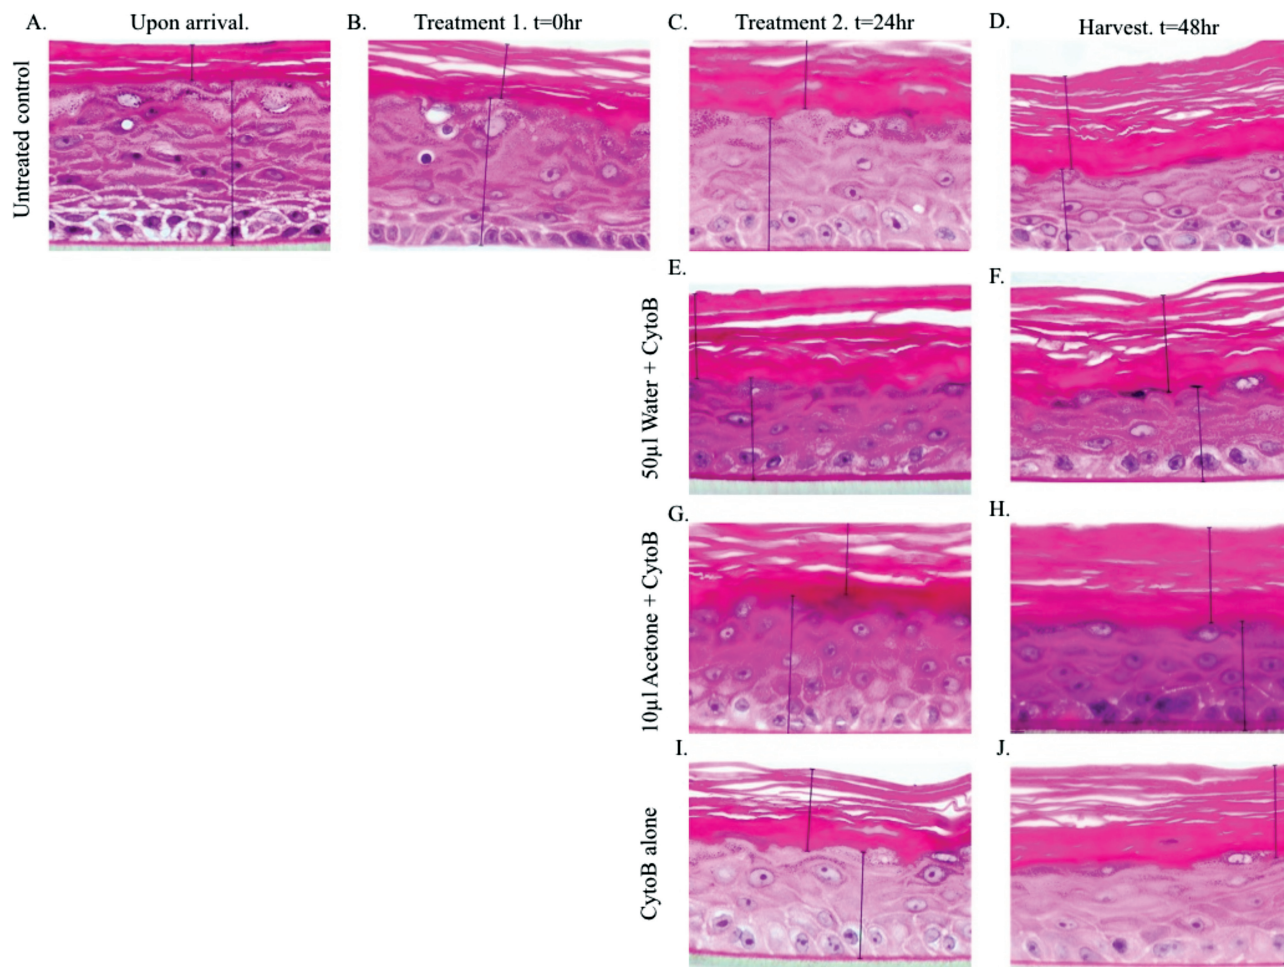 A.
Upon arrival.
B.
Treatment 1. t=0hr
C.
Treatment 2. t=24hr
D.
Harvest. t=48hr
Untreated control
E.
F.
50µl Water + CytoB
G.
H.
10µl Acetone + CytoB
I.
J.
CytoB alone